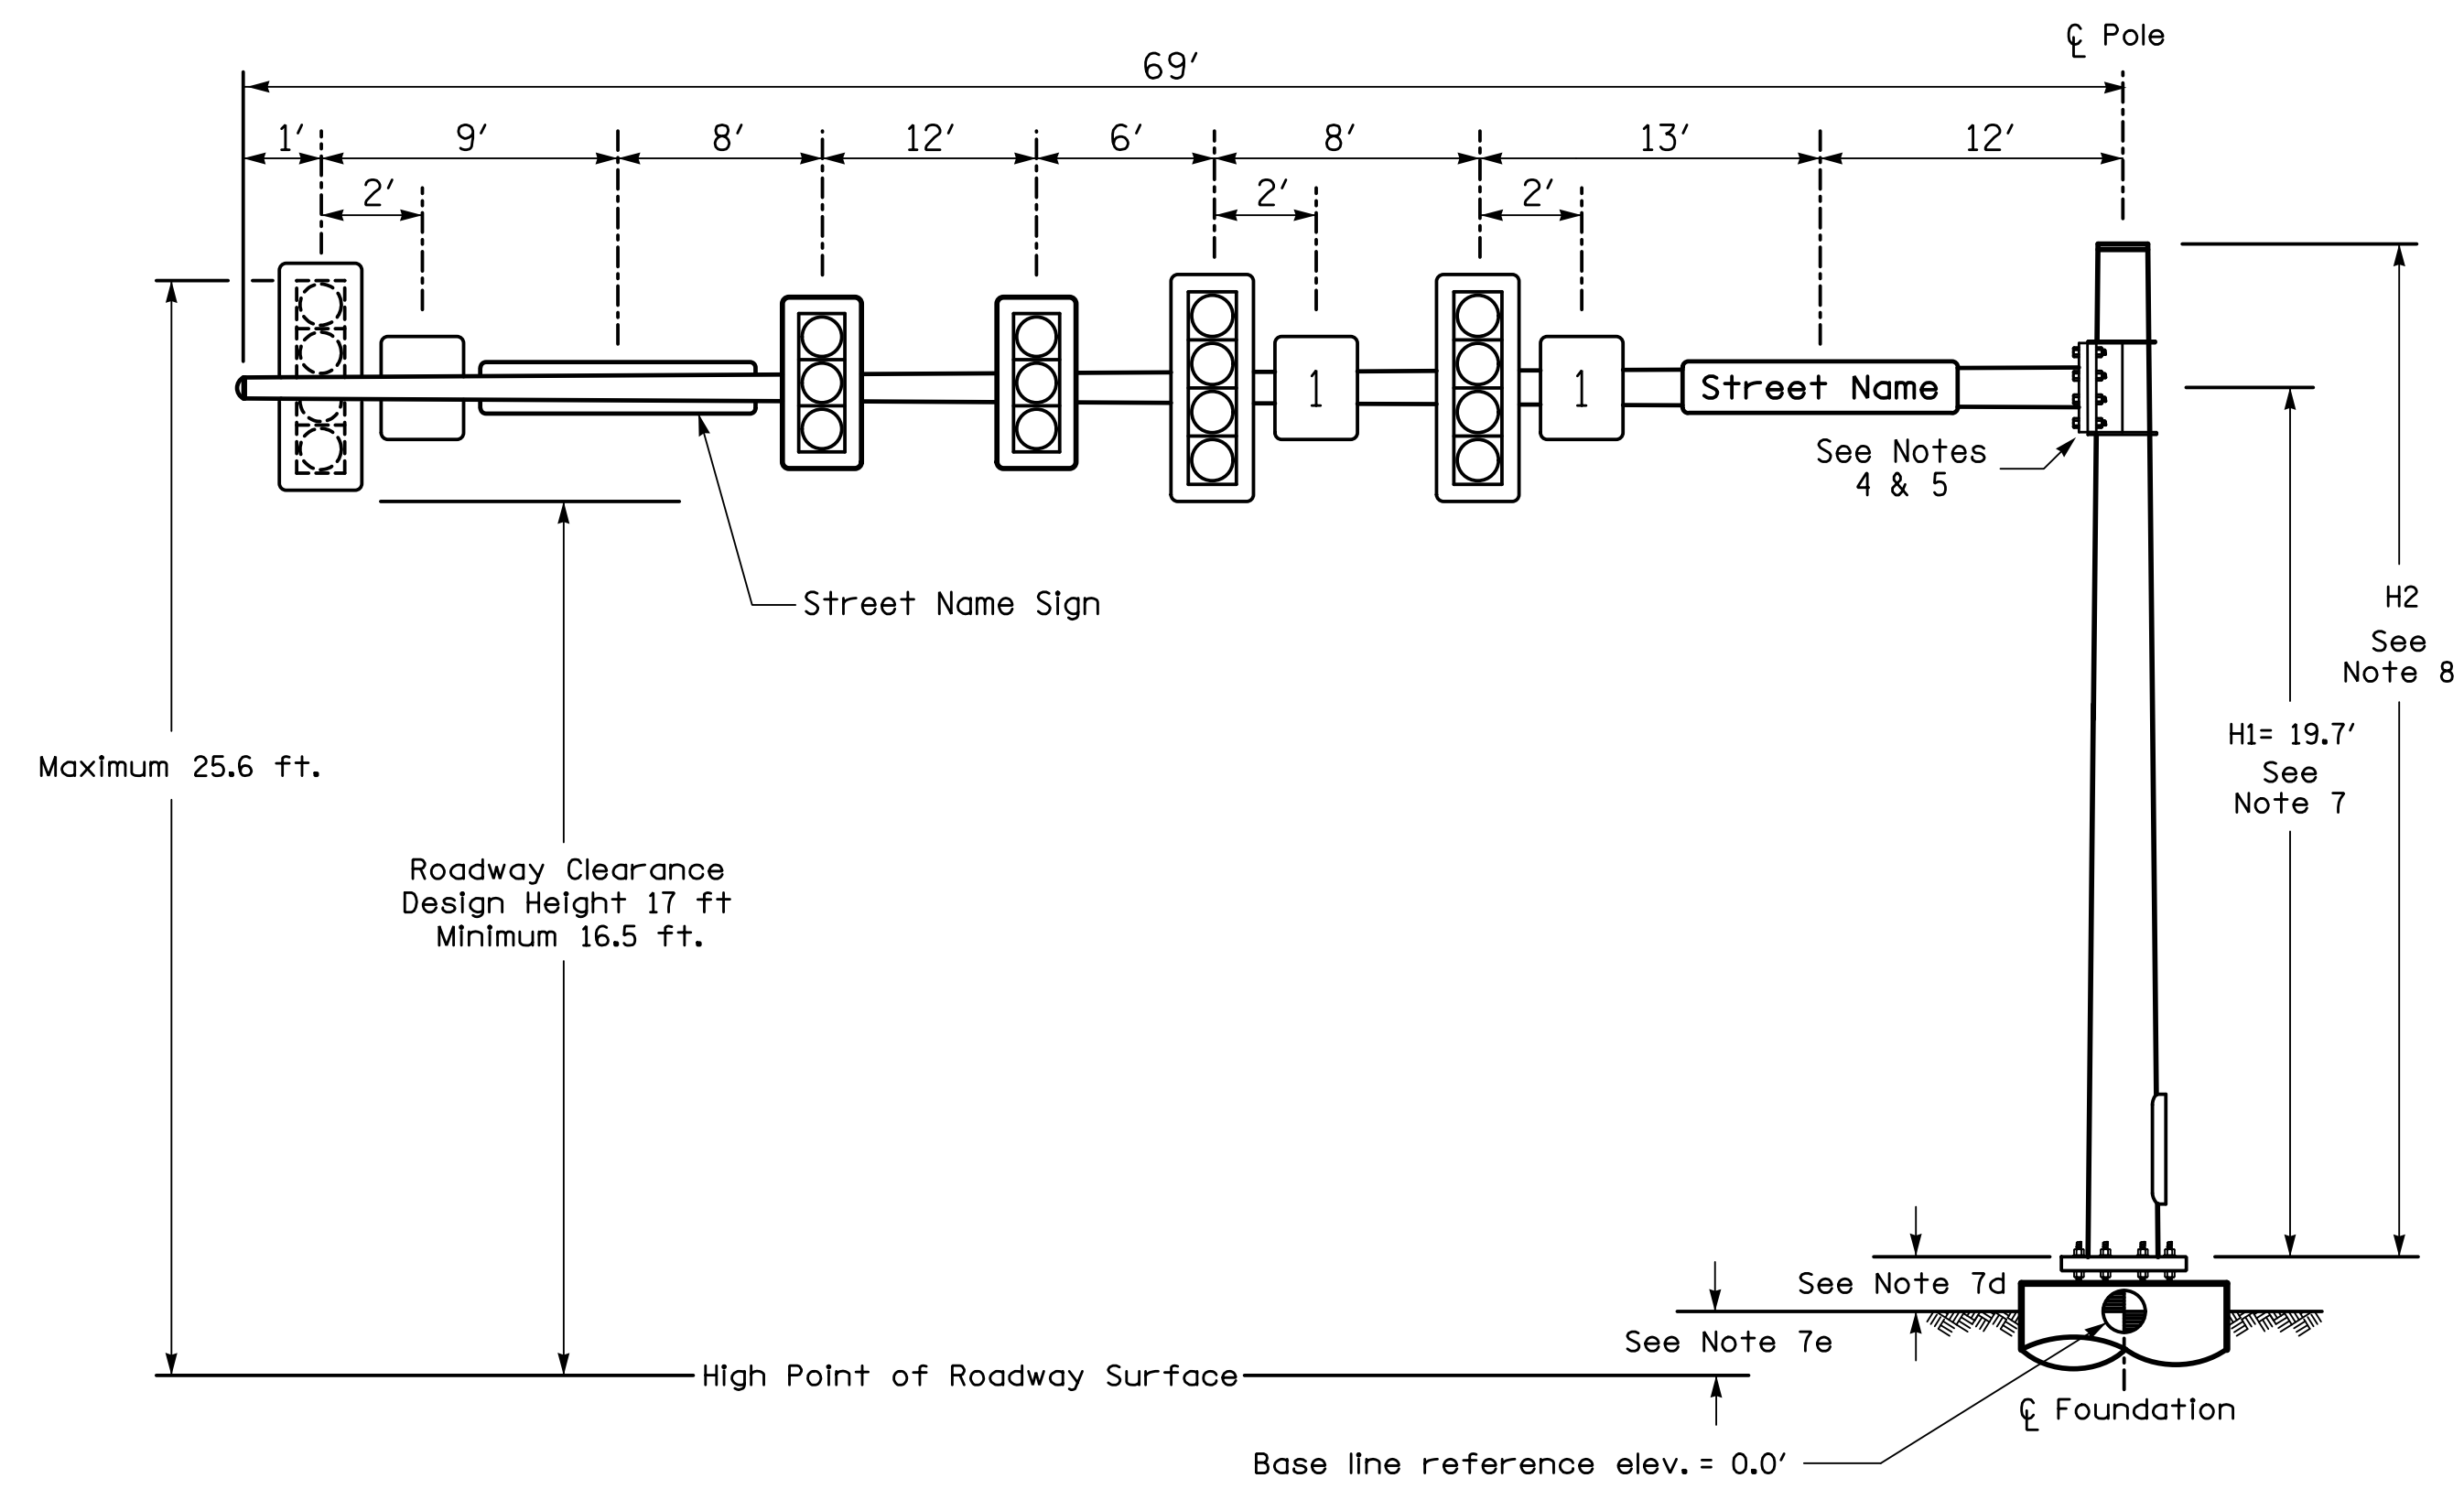 ℄ Pole
69'
1' 9' 8' 12' 6' 8' 13' 12'
2' 2' 2'
1 1 Street Name
See Notes
4 & 5
Street Name Sign
H2
See
Note 8
H1= 19.7'
See
Note 7
Maximum 25.6 ft.
Roadway Clearance
Design Height 17 ft
Minimum 16.5 ft.
See Note 7d
See Note 7e
High Point of Roadway Surface
℄ Foundation
Base line reference elev. = 0.0'